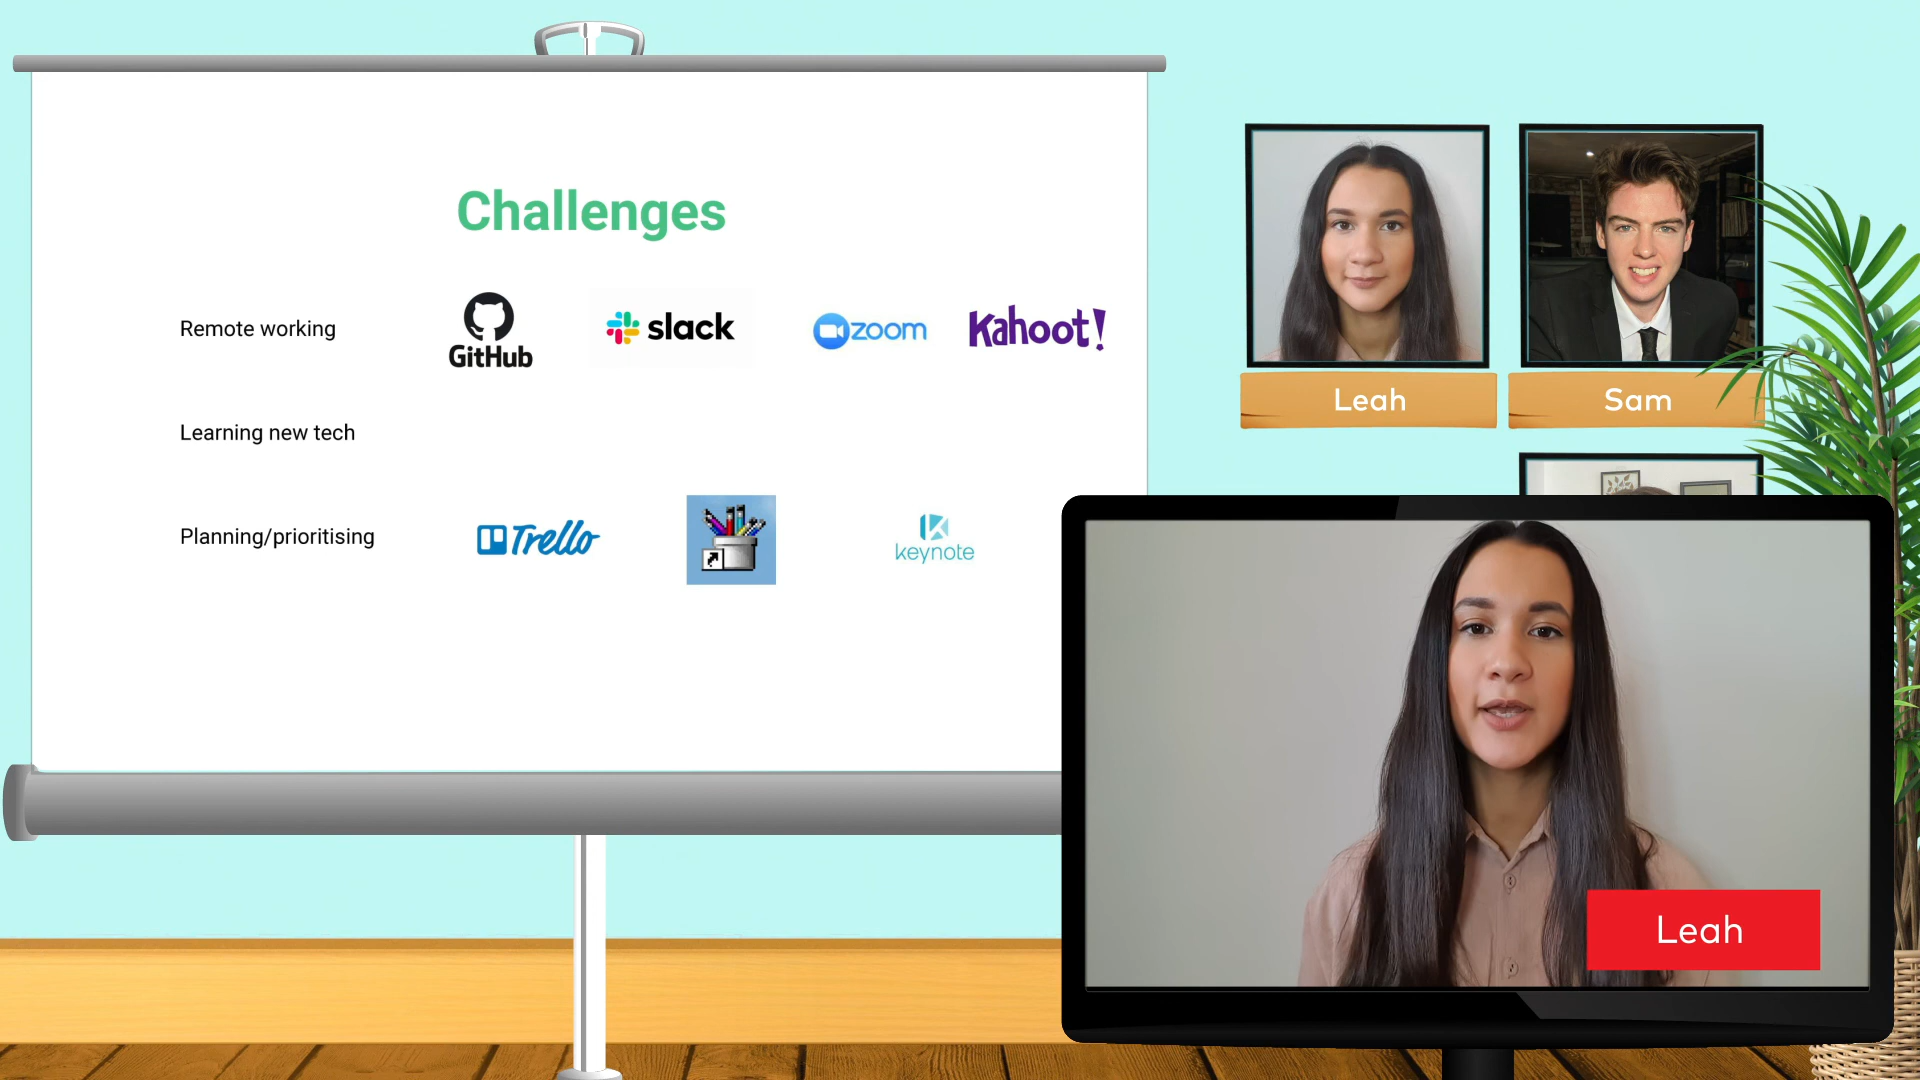 Challenges
Remote working
GitHub
slack
zoom
Kahoot!
Learning new tech
Planning/prioritising
Trello
keynote
Leah
Sam
Leah